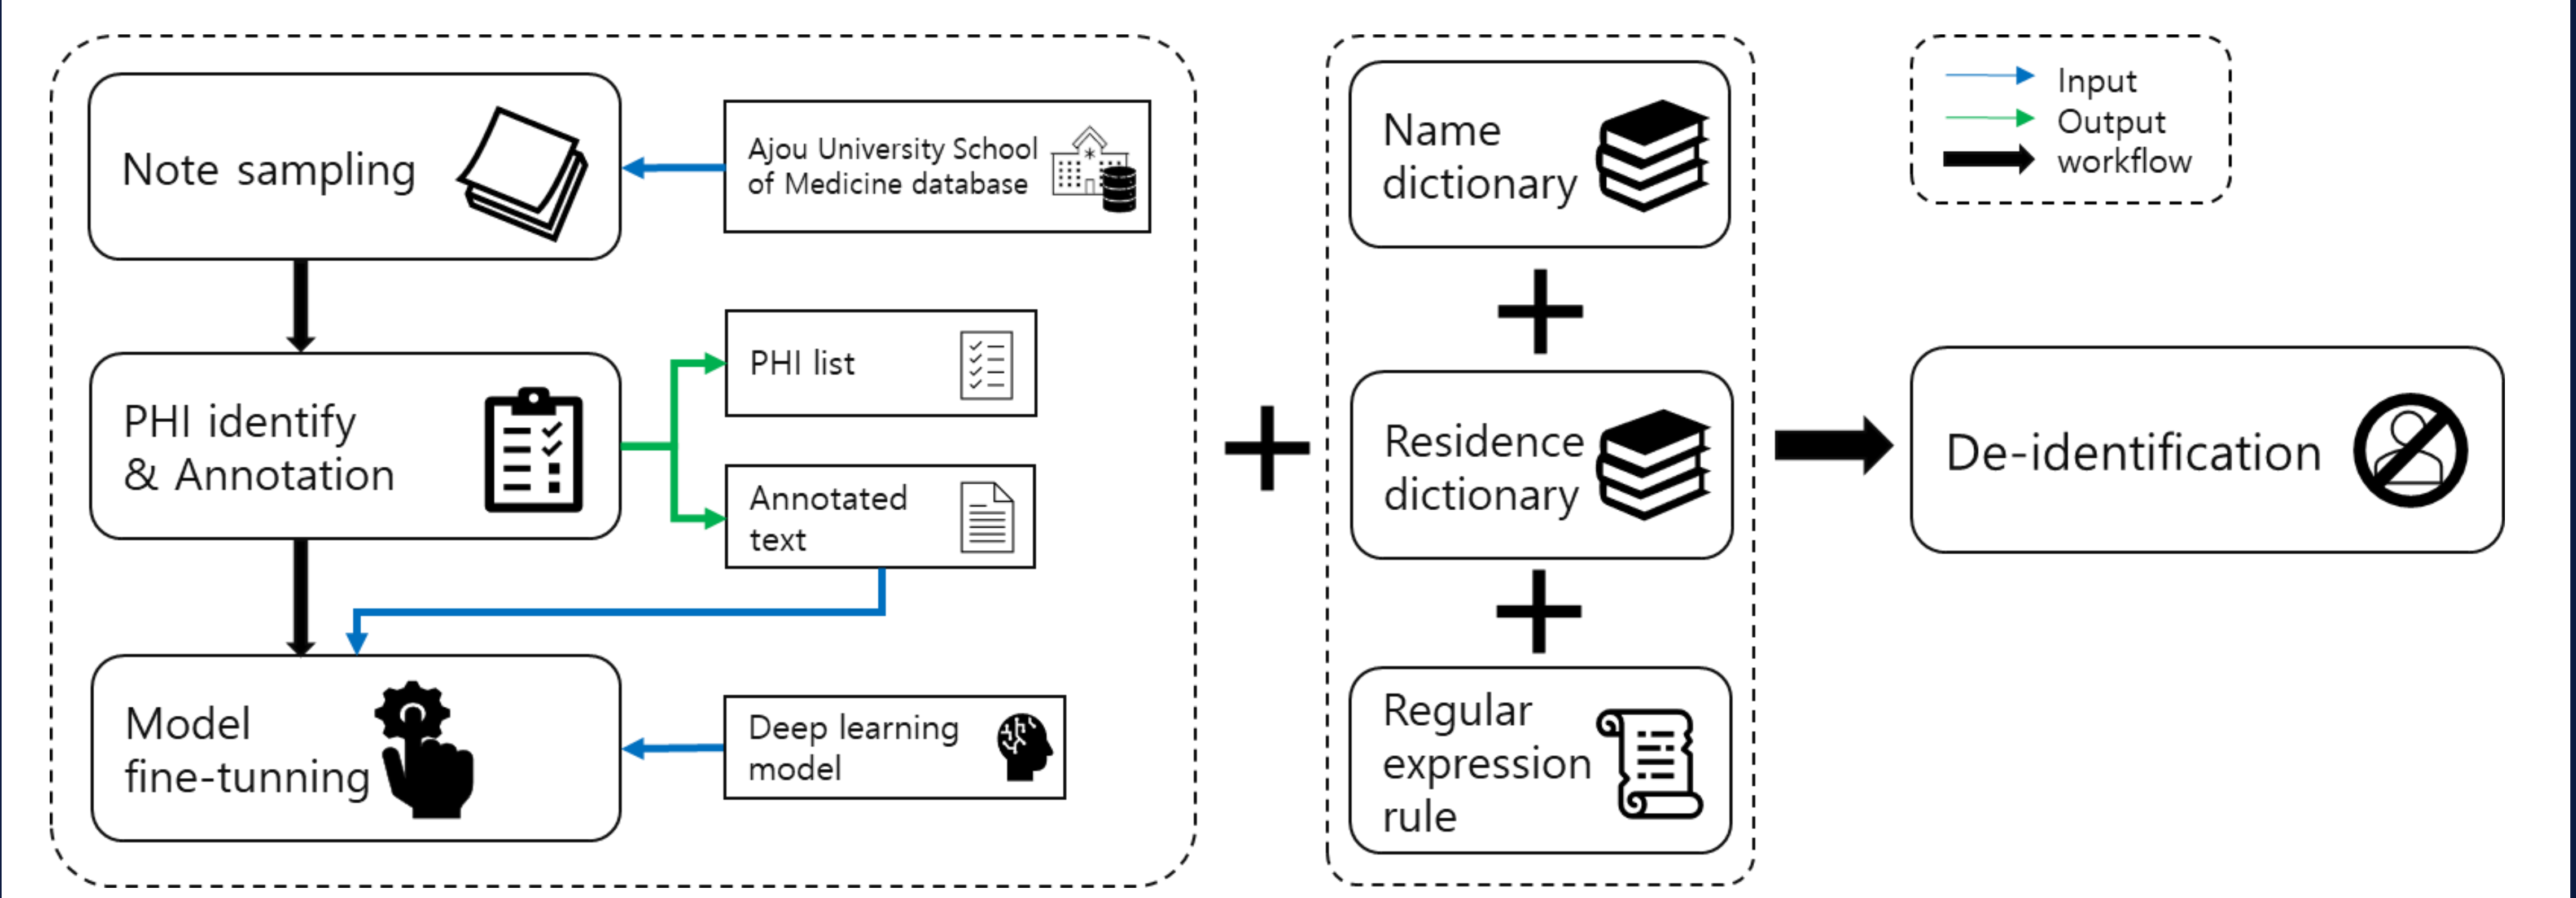 Note sampling
Ajou University School
of Medicine database
PHI identify
& Annotation
PHI list
Annotated
text
Model
fine-tunning
Deep learning
model
Name
dictionary
Residence
dictionary
Regular
expression
rule
De-identification
Input
Output
workflow